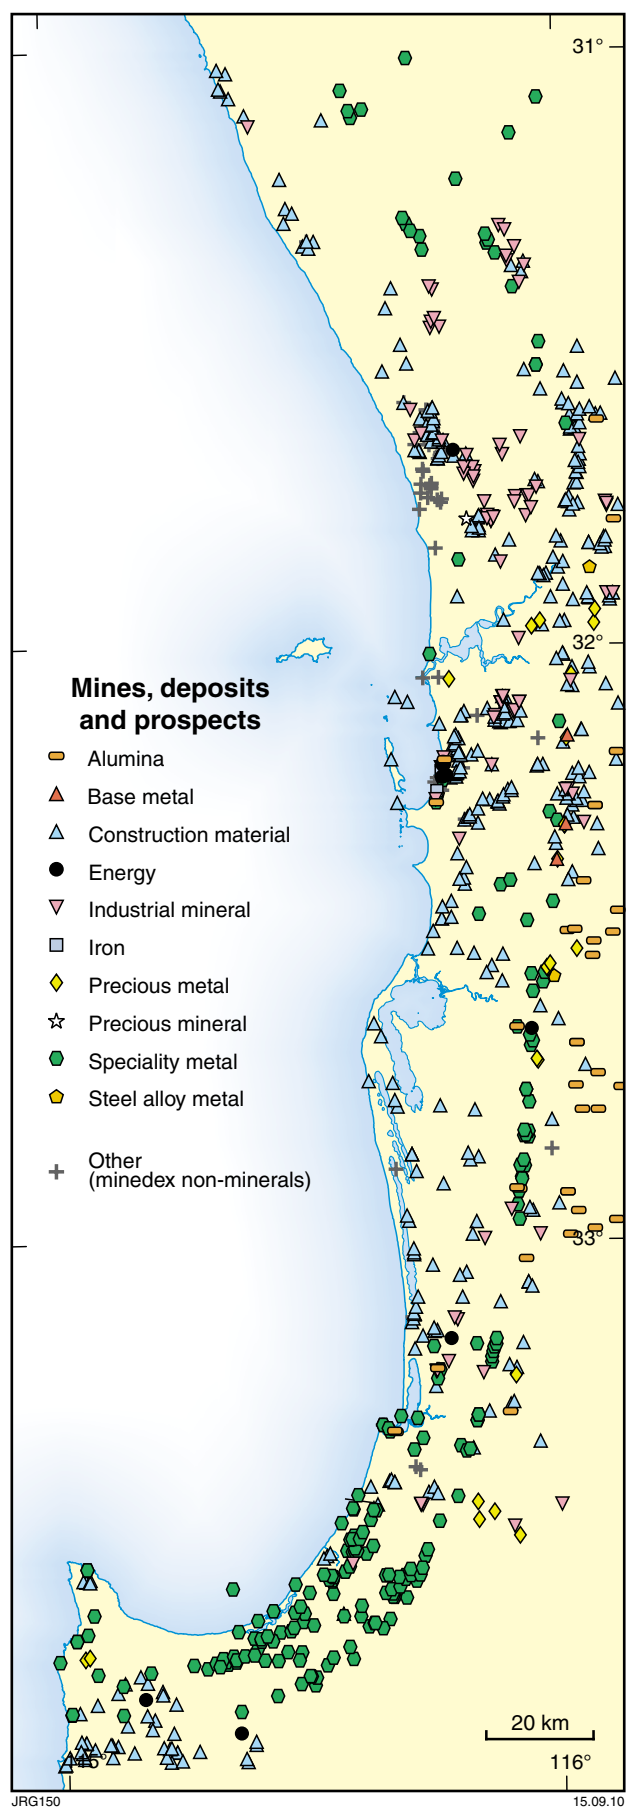 31°
32°
Mines, deposits
and prospects
Alumina
Base metal
Construction material
Energy
Industrial mineral
Iron
Precious metal
Precious mineral
Speciality metal
Steel alloy metal
Other
(minedex non-minerals)
33°
20 km
116°
JRG150
15.09.10